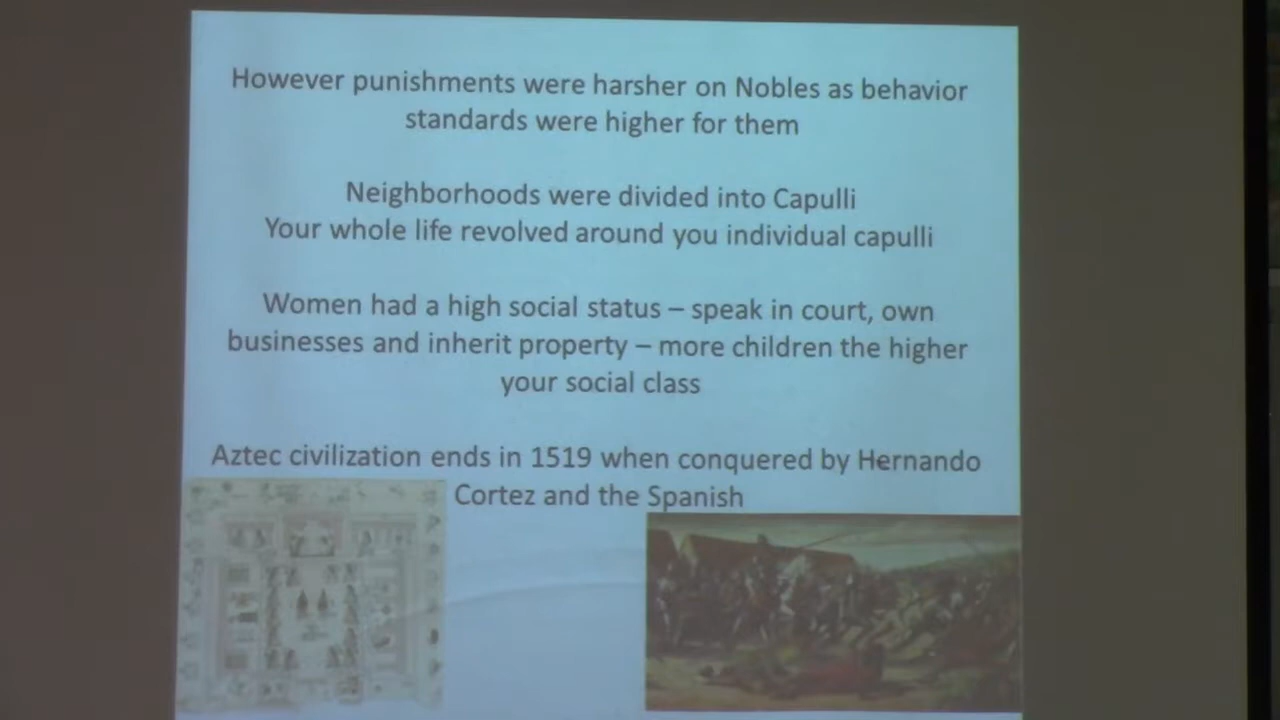 However punishments were harsher on Nobles as behavior
standards were higher for them
Neighborhoods were divided into Capulli
Your whole life revolved around you individual capulli
Women had a high social status – speak in court, own
businesses and inherit property – more children the higher
your social class
Aztec civilization ends in 1519 when conquered by Hernando
Cortez and the Spanish